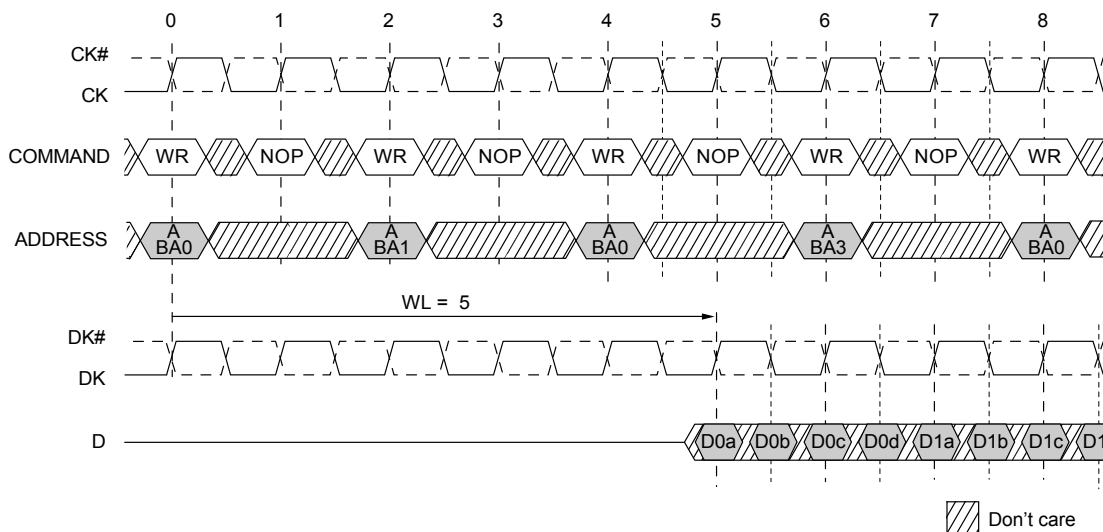 0 1 2 3 4 5 6 7 8
CK#
CK
COMMAND WR NOP WR NOP WR NOP WR NOP WR
A A A A A
ADDRESS BA0 BA1 BA0 BA3 BA0
WL = 5
DK#
DK
D D0a D0b D0c D0d D1a D1b D1c D1
Don't care